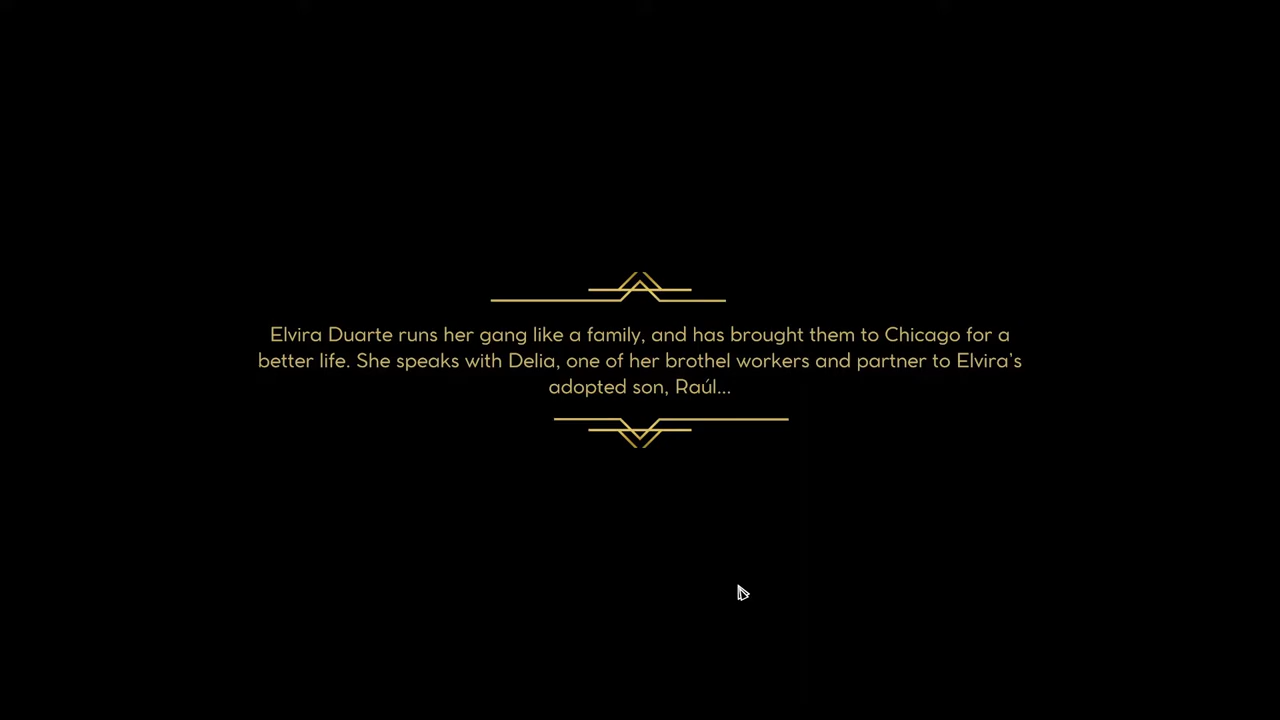 Elvira Duarte runs her gang like a family, and has brought them to Chicago for a
better life. She speaks with Delia, one of her brothel workers and partner to Elvira's
adopted son, Raúl...